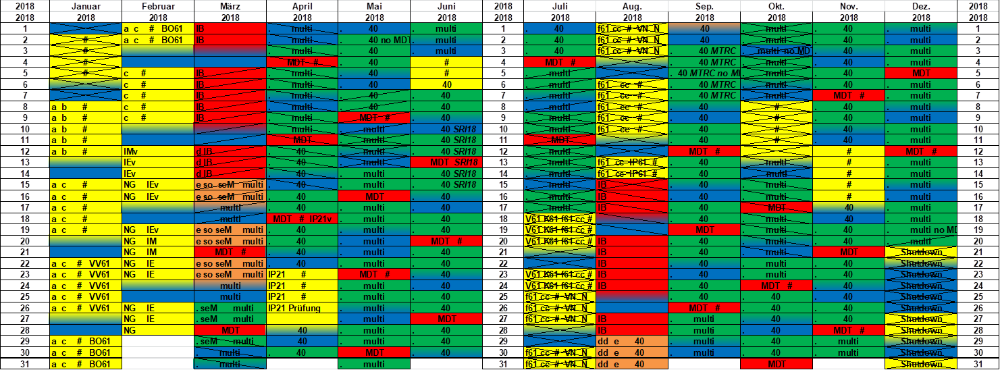 2018 Januar Februar März April Mai Juni 2018 Juli Aug. Sep. Okt. Nov. Dez. 2018
2018 2018 2018 2018 2018 2018 2018 2018 2018 2018 2018 2018 2018 2018 2018
1 a c # BO61 IB . multi . 40 . multi 1 . 40 f61 cc # VN N 40 . multi . 40 . multi 1
2 # a c # BO61 IB . multi . 40 no MDT multi 2 . 40 f61 cc # VN N 40 . multi . 40 . multi 2
3 # multi . 40 multi 3 . 40 f61 cc # VN N . 40 MTRC . multi no MD . 40 . multi 3
4 # MDT # . 40 # 4 MDT # . 40 MTRC . multi . 40 . multi 4
5 # c # IB . multi . 40 # 5 . multi . 40 MTRC no M . multi . 40 MDT 5
6 c # IB . multi . 40 40 6 . multi f61 cc # . 40 MTRC . multi . 40 . multi 6
7 c # IB . multi . 40 . 40 7 . multi f61 cc # . 40 MTRC . multi MDT # . multi 7
8 a b # c # IB . multi . 40 . 40 8 . multi f61 cc # . 40 # . 40 . multi 8
9 a b # c # IB . multi MDT # . 40 9 . multi f61 cc # . 40 # . 40 . multi 9
10 a b # . multi . multi . 40 SRI18 10 . multi f61 cc # . 40 # . 40 . multi 10
11 a b # MDT . multi . 40 SRI18 11 MDT . 40 # . 40 . multi 11
12 a b # IMv d IB . 40 . multi . 40 SRI18 12 . multi MDT # # MDT # 12
13 IEv d IB . 40 . multi MDT SRI18 13 . multi f61 cc IP61 # . 40 multi # . multi 13
14 IEv d IB . 40 . multi . 40 SRI18 14 . multi f61 cc IP61 # . 40 . multi # . multi 14
15 a c # NG IEv e so seM multi . 40 . multi . 40 SRI18 15 . multi IB . 40 . multi # . multi 15
16 a c # NG IEv e so seM multi . 40 MDT . 40 16 . multi IB . 40 . multi # . multi 16
17 a c # multi . 40 . multi . 40 17 . multi IB . 40 MDT 40 . multi 17
18 a c # multi MDT # IP21v . multi . 40 18 V61 K61 f61 cc # . 40 . multi . 40 . multi 18
19 a c # NG IEv e so seM multi . 40 . multi . 40 19 V61 K61 f61 cc # MDT . multi . 40 . multi no MD 19
20 NG IM e so seM multi . 40 . multi MDT # 20 V61 K61 f61 cc # IB . 40 . multi . 40 . multi 20
21 NG IM MDT # . 40 . multi . 40 21 IB . 40 . multi MDT Shutdown 21
22 a c # VV61 NG IE e so seM multi . 40 . multi . 40 22 IB . 40 . multi . 40 Shutdown 22
23 a c # VV61 NG IE e so seM multi IP21 # MDT # . 40 23 V61 K61 f61 cc # IB . 40 . multi . 40 Shutdown 23
24 a c # VV61 multi IP21 # . multi . 40 24 V61 K61 f61 cc # IB . 40 MDT # . 40 Shutdown 24
25 a c # VV61 multi IP21 # . multi . 40 25 f61 cc # VN N . 40 . 40 . 40 Shutdown 25
26 a c # VV61 NG IE . seM multi IP21 Prüfung . multi . 40 26 f61 cc # VN N MDT # . 40 . 40 Shutdown 26
27 NG IE . seM multi . multi MDT 27 f61 cc # VN N IB . multi . 40 . 40 Shutdown 27
28 NG MDT 40 . multi . 40 28 IB . multi . 40 MDT # Shutdown 28
29 a c # BO61 . seM multi . 40 . multi . 40 29 dd e 40 . multi . 40 . multi Shutdown 29
30 a c # BO61 . multi . 40 MDT . 40 30 f61 cc # VN N dd e 40 . multi . 40 . multi Shutdown 30
31 a c # BO61 . multi . multi 31 f61 cc # VN N dd e 40 MDT Shutdown 31